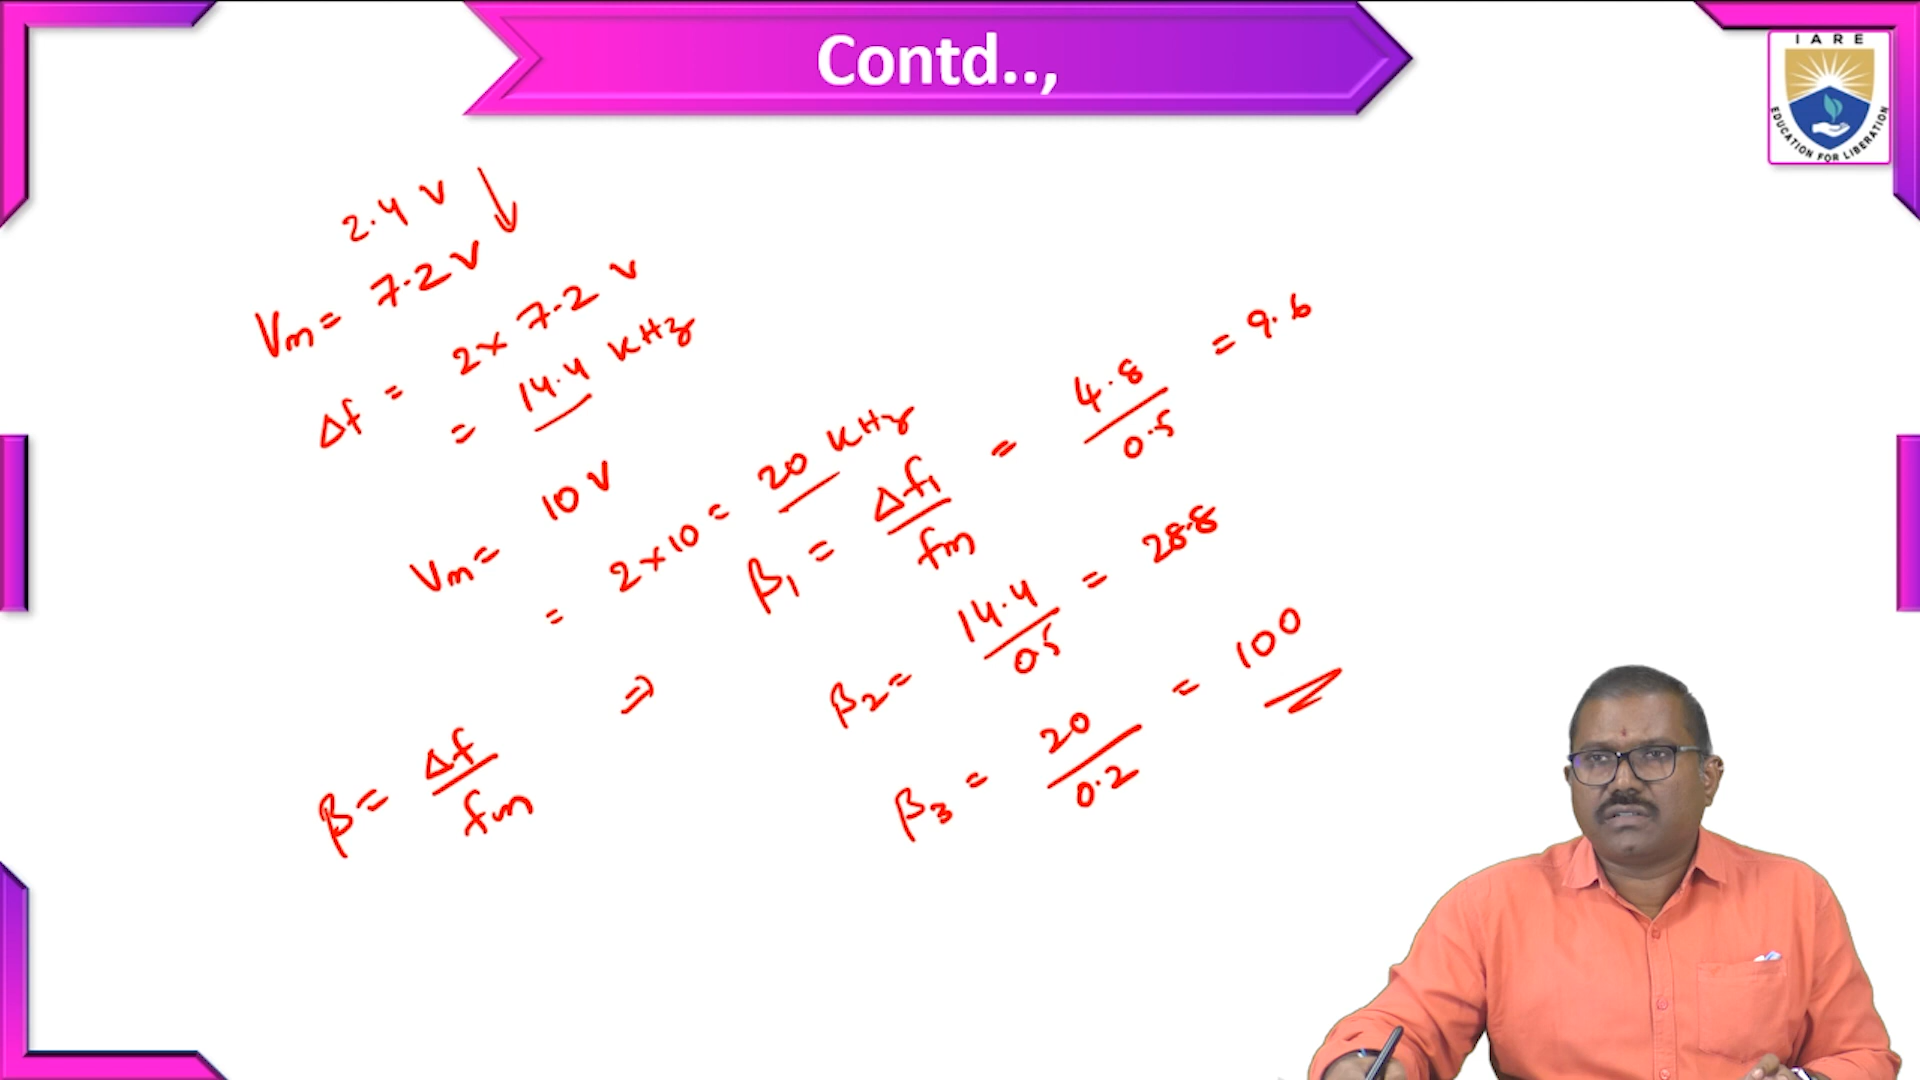 Contd..,
IARE
EDUCATION FOR LIBERATION
2.4 V ↓
Vm = 7.2 V
Δf = 2 × 7.2 V
= 14.4 KHz
Vm = 10 V
= 2 × 10 = 20 KHz
β1 = Δf1 / fm = 4.8 / 0.5 = 9.6
β = Δf / fm ⇒
β2 = 14.4 / 0.5 = 28.8
β3 = 20 / 0.2 = 100